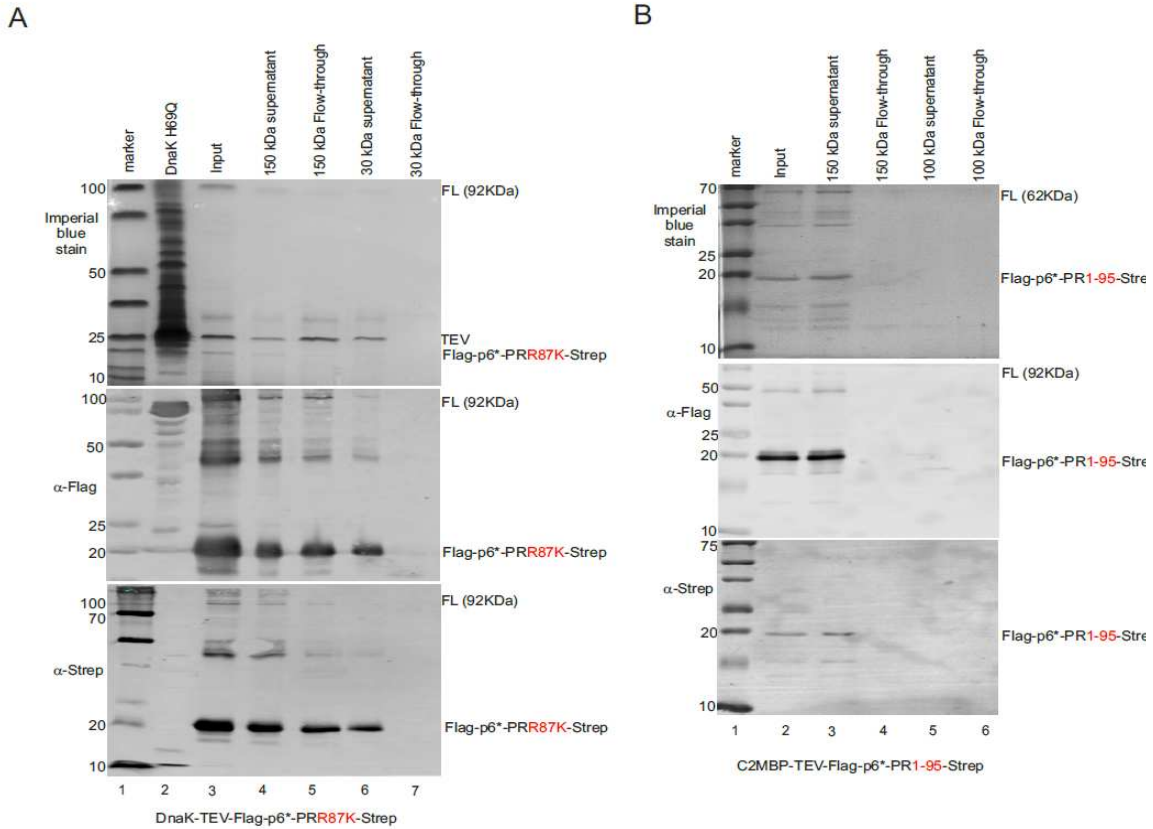 A
B
marker
DnaK H69Q
Input
150 kDa supernatant
150 kDa Flow-through
30 kDa supernatant
30 kDa Flow-through
100
Imperial
blue
stain
50
25
10
FL (92KDa)
TEV
Flag-p6*-PRR87K-Strep
100
50
α-Flag
25
20
FL (92KDa)
Flag-p6*-PRR87K-Strep
100
70
α-Strep
20
10
FL (92KDa)
Flag-p6*-PRR87K-Strep
1 2 3 4 5 6 7
DnaK-TEV-Flag-p6*-PRR87K-Strep
marker
Input
150 kDa supernatant
150 kDa Flow-through
100 kDa supernatant
100 kDa Flow-through
70
Imperial
blue
stain
25
20
10
FL (62KDa)
Flag-p6*-PR1-95-Strep
50
α-Flag
25
20
10
FL (92KDa)
Flag-p6*-PR1-95-Stre
75
α-Strep
20
10
Flag-p6*-PR1-95-Stre
1 2 3 4 5 6
C2MBP-TEV-Flag-p6*-PR1-95-Strep